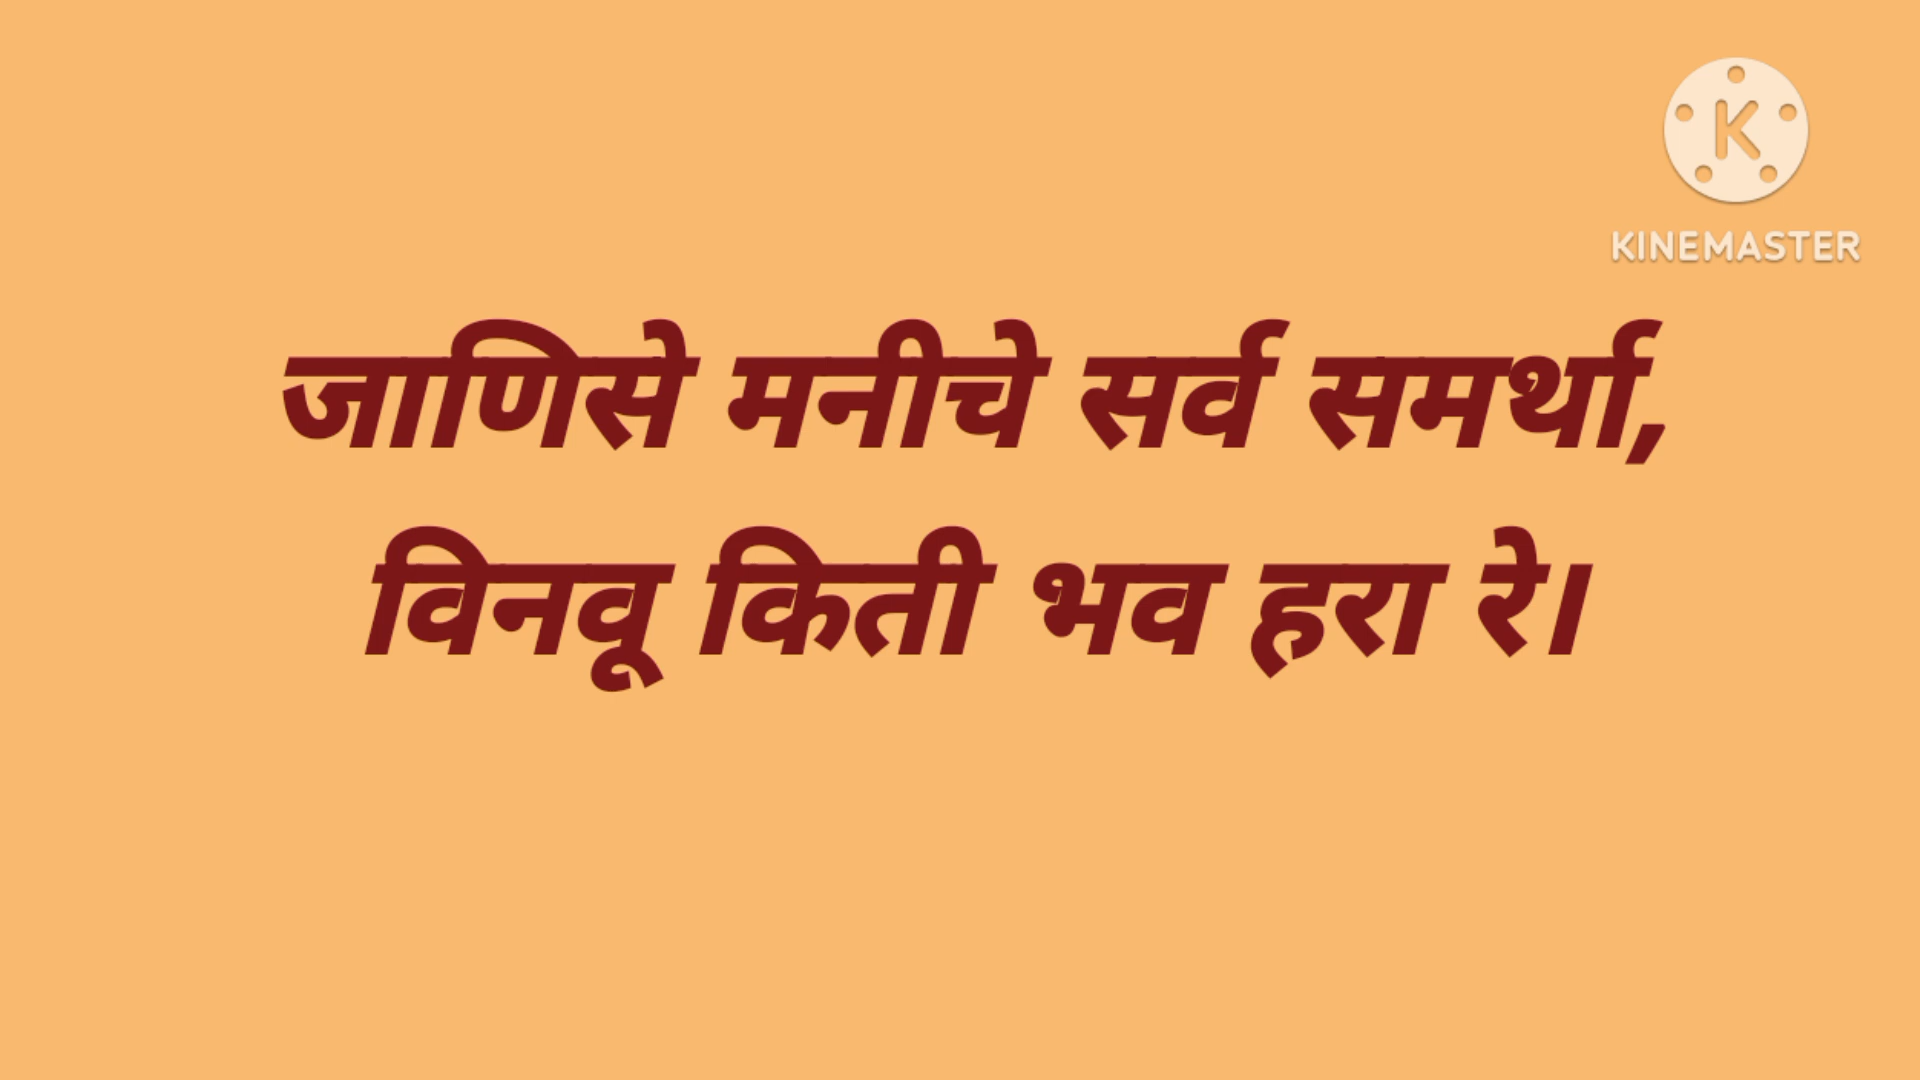 KINEMASTER
जाणिसे मनीचे सर्व समर्था,
विनवू किती भव हरा रे।